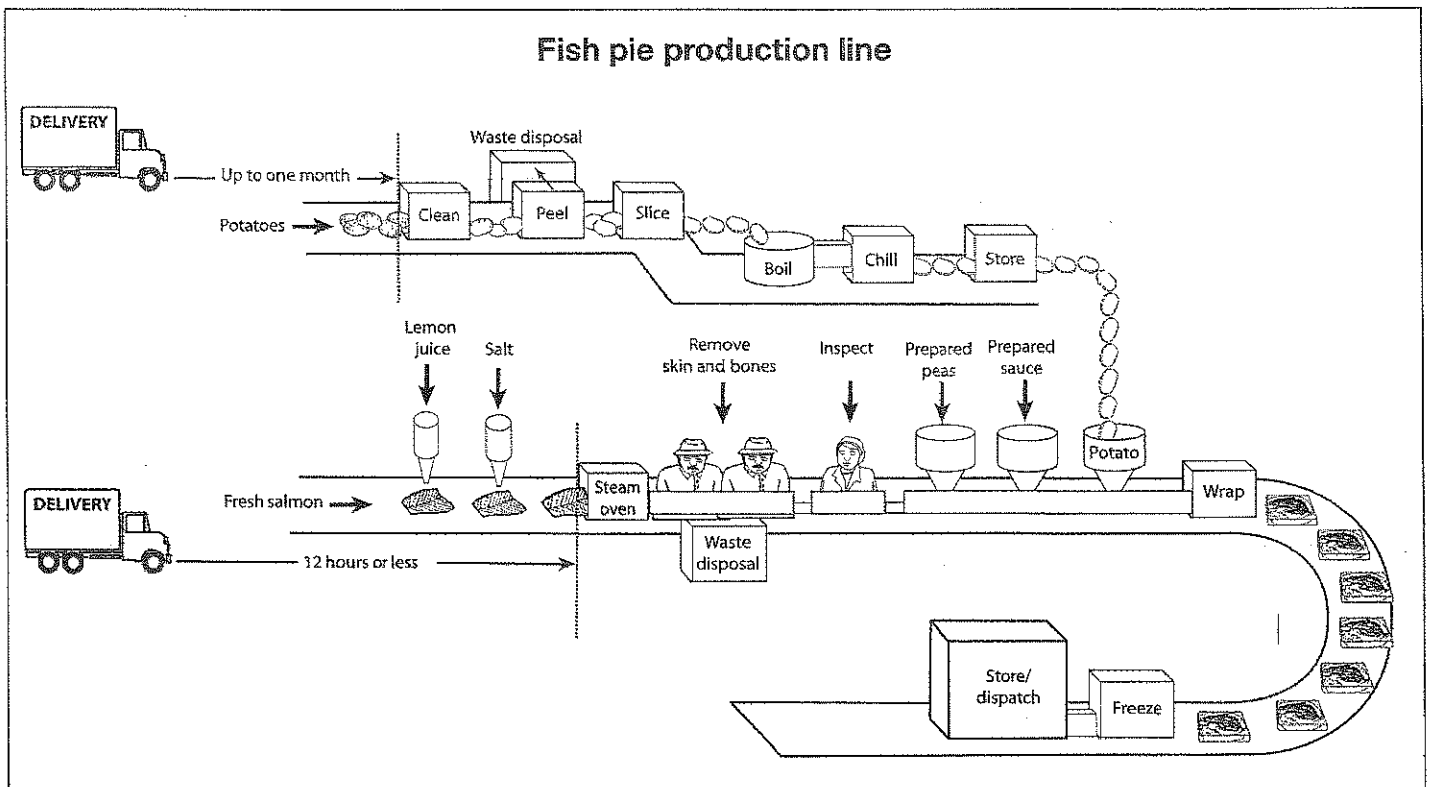 Fish pie production line
DELIVERY
Up to one month
Potatoes
Waste disposal
Clean
Peel
Slice
Boil
Chill
Store
Lemon
juice
Salt
Remove
skin and bones
Inspect
Prepared
peas
Prepared
sauce
Potato
DELIVERY
Fresh salmon
12 hours or less
Steam
oven
Waste
disposal
Wrap
Store/
dispatch
Freeze